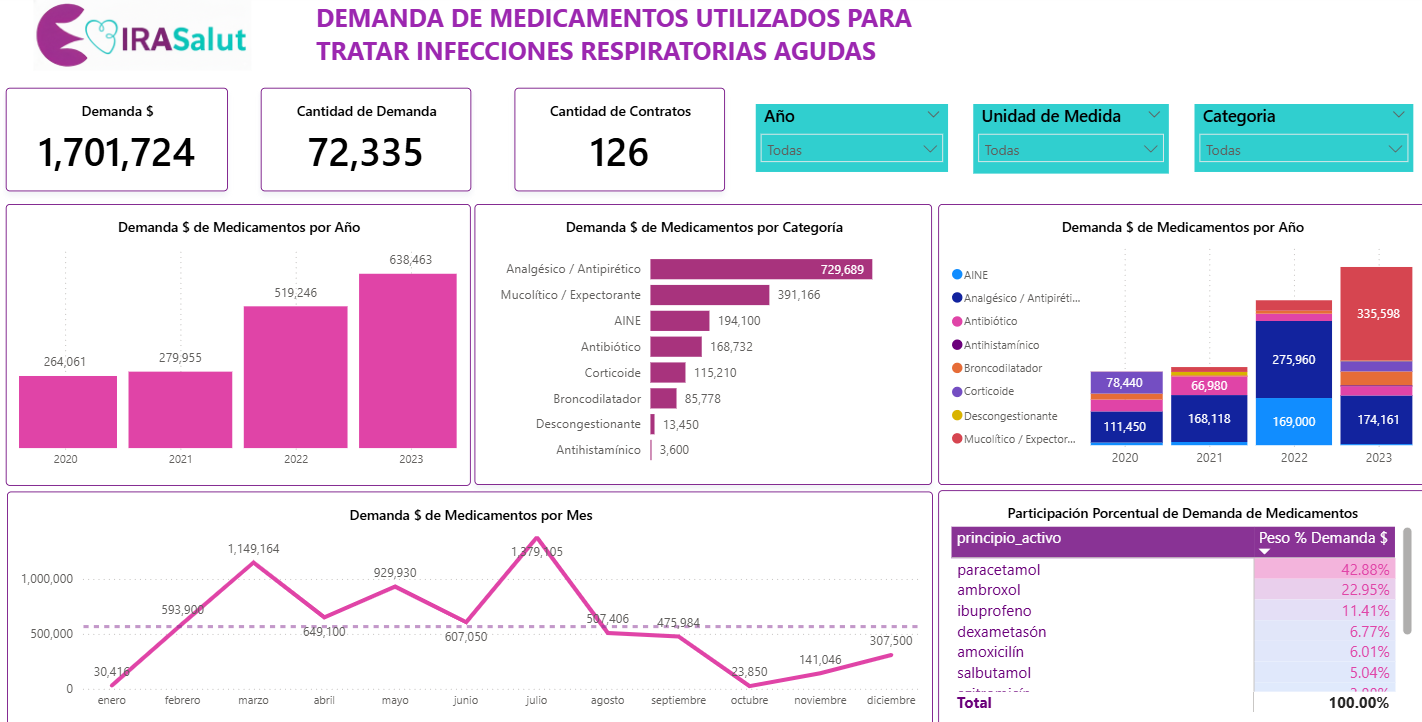 IRASalut
DEMANDA DE MEDICAMENTOS UTILIZADOS PARA
TRATAR INFECCIONES RESPIRATORIAS AGUDAS
Demanda $
1,701,724
Cantidad de Demanda
72,335
Cantidad de Contratos
126
Año
Todas
Unidad de Medida
Todas
Categoria
Todas
Demanda $ de Medicamentos por Año
264,061
279,955
519,246
638,463
2020
2021
2022
2023
Demanda $ de Medicamentos por Categoría
Analgésico / Antipirético
729,689
Mucolítico / Expectorante
391,166
AINE
194,100
Antibiótico
168,732
Corticoide
115,210
Broncodilatador
85,778
Descongestionante
13,450
Antihistamínico
3,600
Demanda $ de Medicamentos por Año
AINE
Analgésico / Antipiréti...
Antibiótico
Antihistamínico
Broncodilatador
Corticoide
Descongestionante
Mucolítico / Expector...
78,440
111,450
66,980
168,118
275,960
169,000
335,598
174,161
2020
2021
2022
2023
Demanda $ de Medicamentos por Mes
1,000,000
500,000
0
30,416
593,900
1,149,164
649,100
929,930
607,050
1,379,105
507,406
475,984
23,850
141,046
307,500
enero
febrero
marzo
abril
mayo
junio
julio
agosto
septiembre
octubre
noviembre
diciembre
Participación Porcentual de Demanda de Medicamentos
principio_activo Peso % Demanda $
paracetamol 42.88%
ambroxol 22.95%
ibuprofeno 11.41%
dexametasón 6.77%
amoxicilín 6.01%
salbutamol 5.04%
Total 100.00%